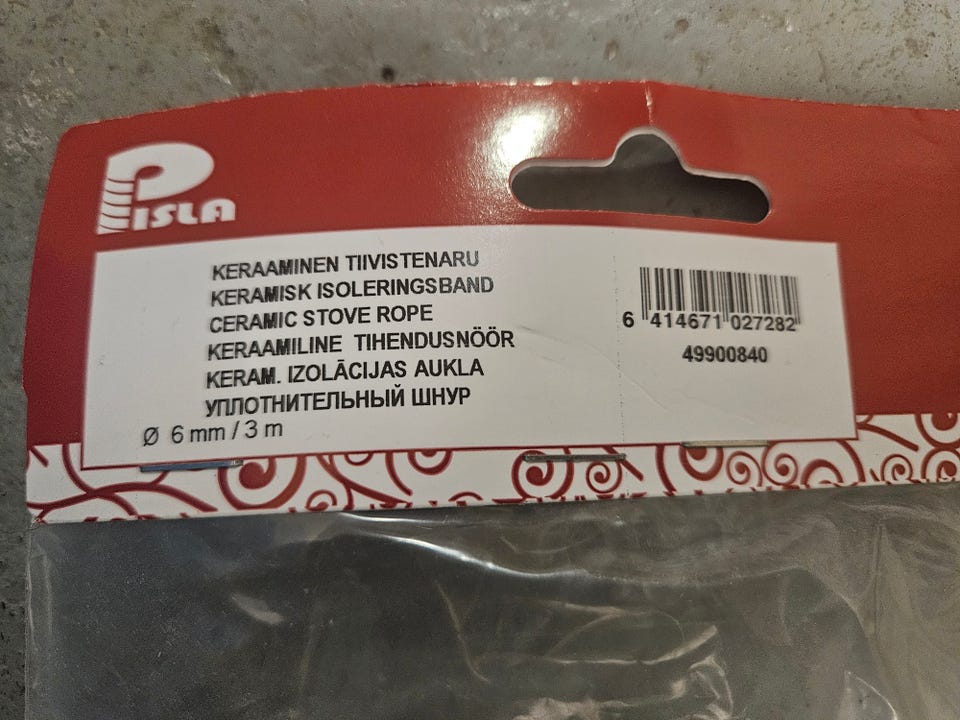 PISLA
KERAAMINEN TIIVISTENARU
KERAMISK ISOLERINGSBAND
CERAMIC STOVE ROPE
KERAAMILINE TIHENDUSNÖÖR
KERAM. IZOLĀCIJAS AUKLA
УПЛОТНИТЕЛЬНЫЙ ШНУР
Ø 6 mm / 3 m
6 414671 027282
49900840